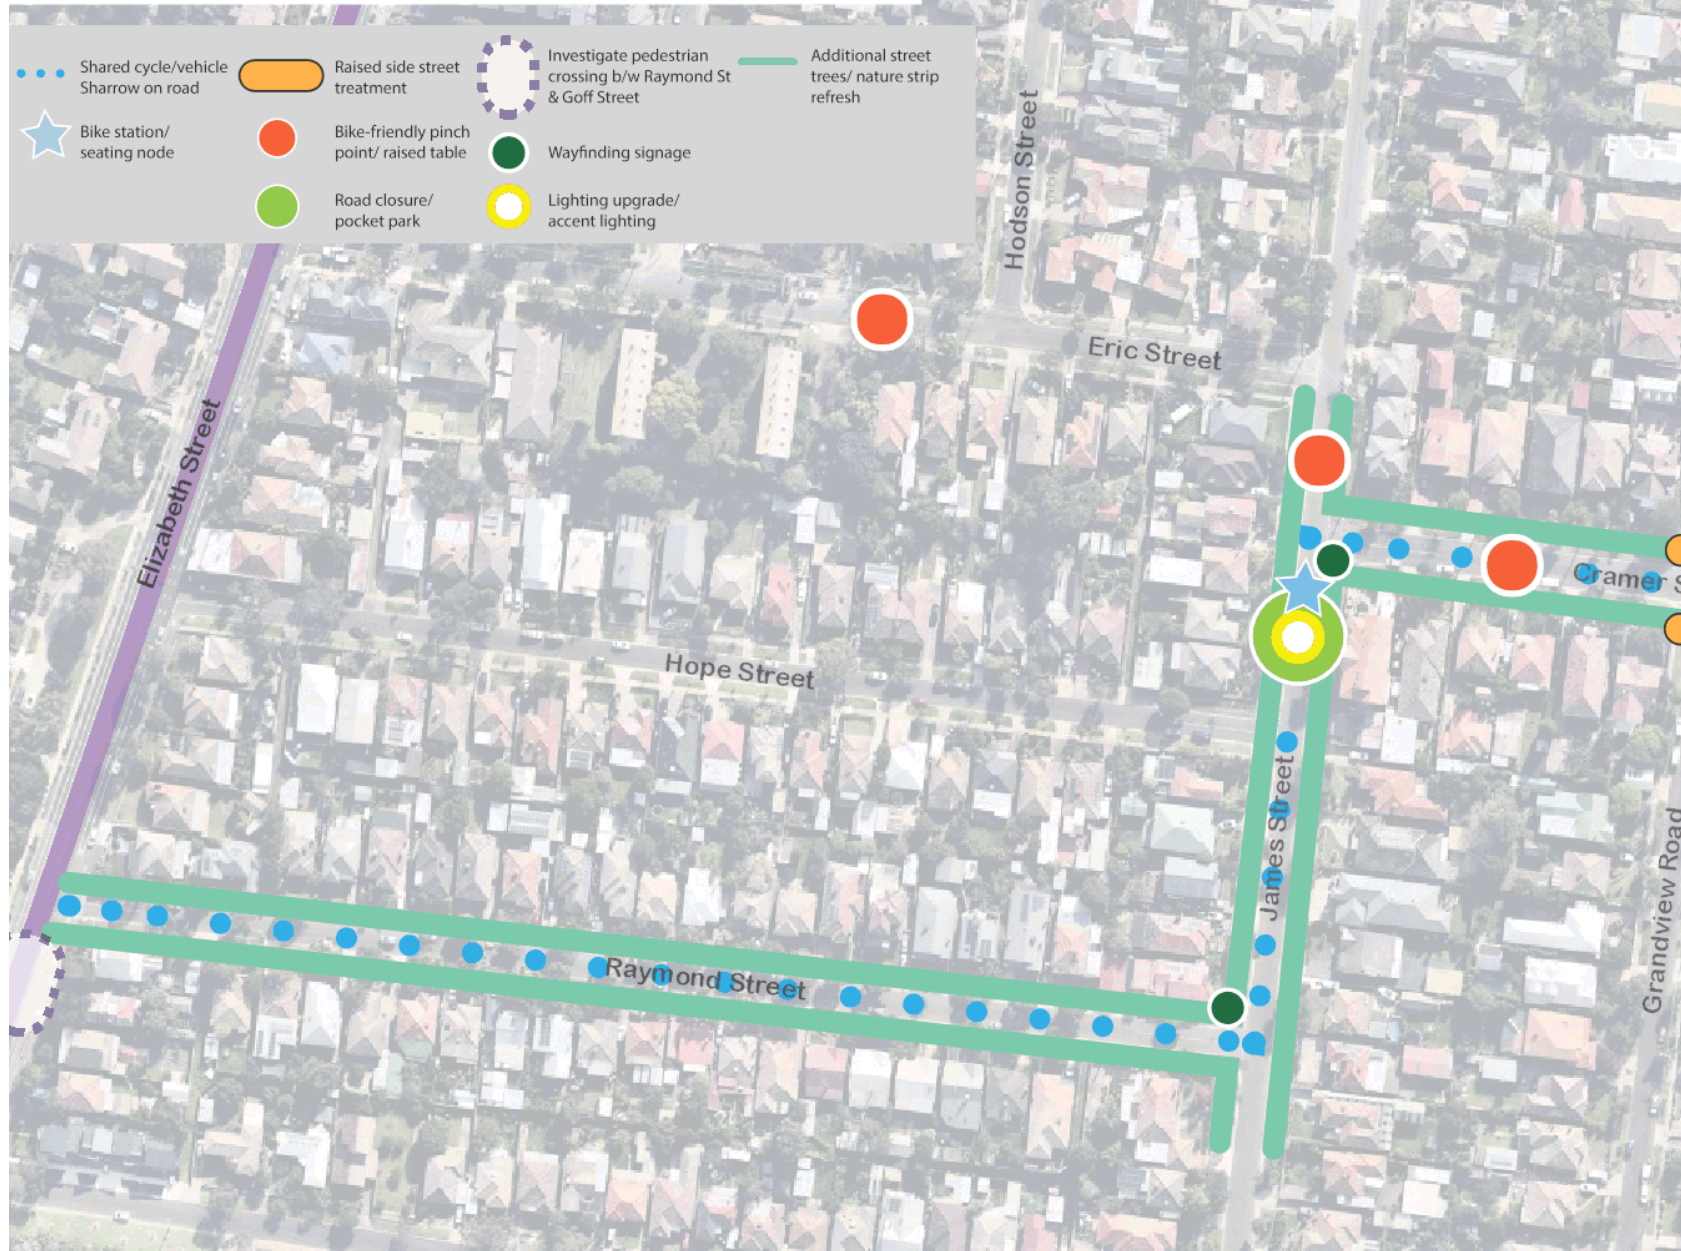 Shared cycle/vehicle
Sharrow on road
Raised side street
treatment
Investigate pedestrian
crossing b/w Raymond St
& Goff Street
Additional street
trees/ nature strip
refresh
Bike station/
seating node
Bike-friendly pinch
point/ raised table
Wayfinding signage
Road closure/
pocket park
Lighting upgrade/
accent lighting
Hodson Street
Eric Street
Elizabeth Street
Cramer S
Hope Street
James Street
Grandview Road
Raymond Street